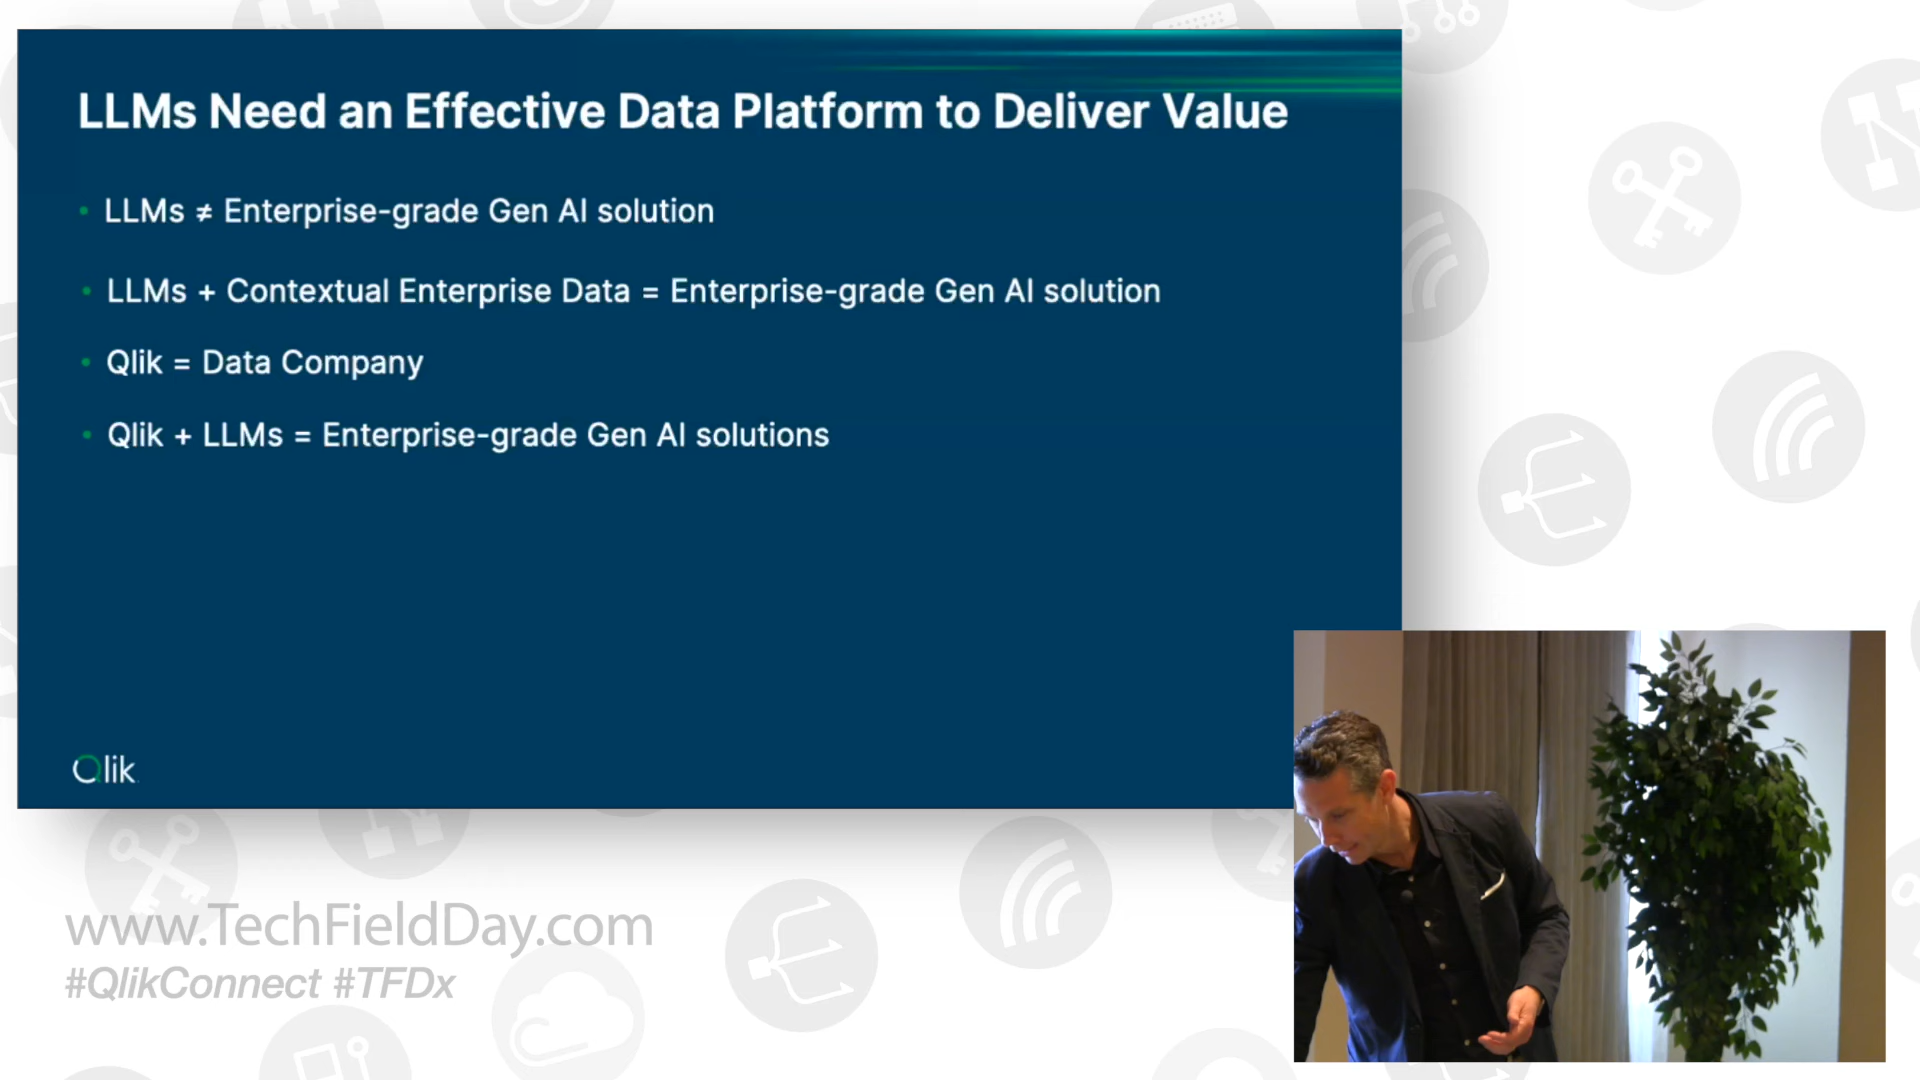 LLMs Need an Effective Data Platform to Deliver Value
LLMs ≠ Enterprise-grade Gen AI solution
LLMs + Contextual Enterprise Data = Enterprise-grade Gen AI solution
Qlik = Data Company
Qlik + LLMs = Enterprise-grade Gen AI solutions
Qlik
www.TechFieldDay.com
#QlikConnect #TFDx